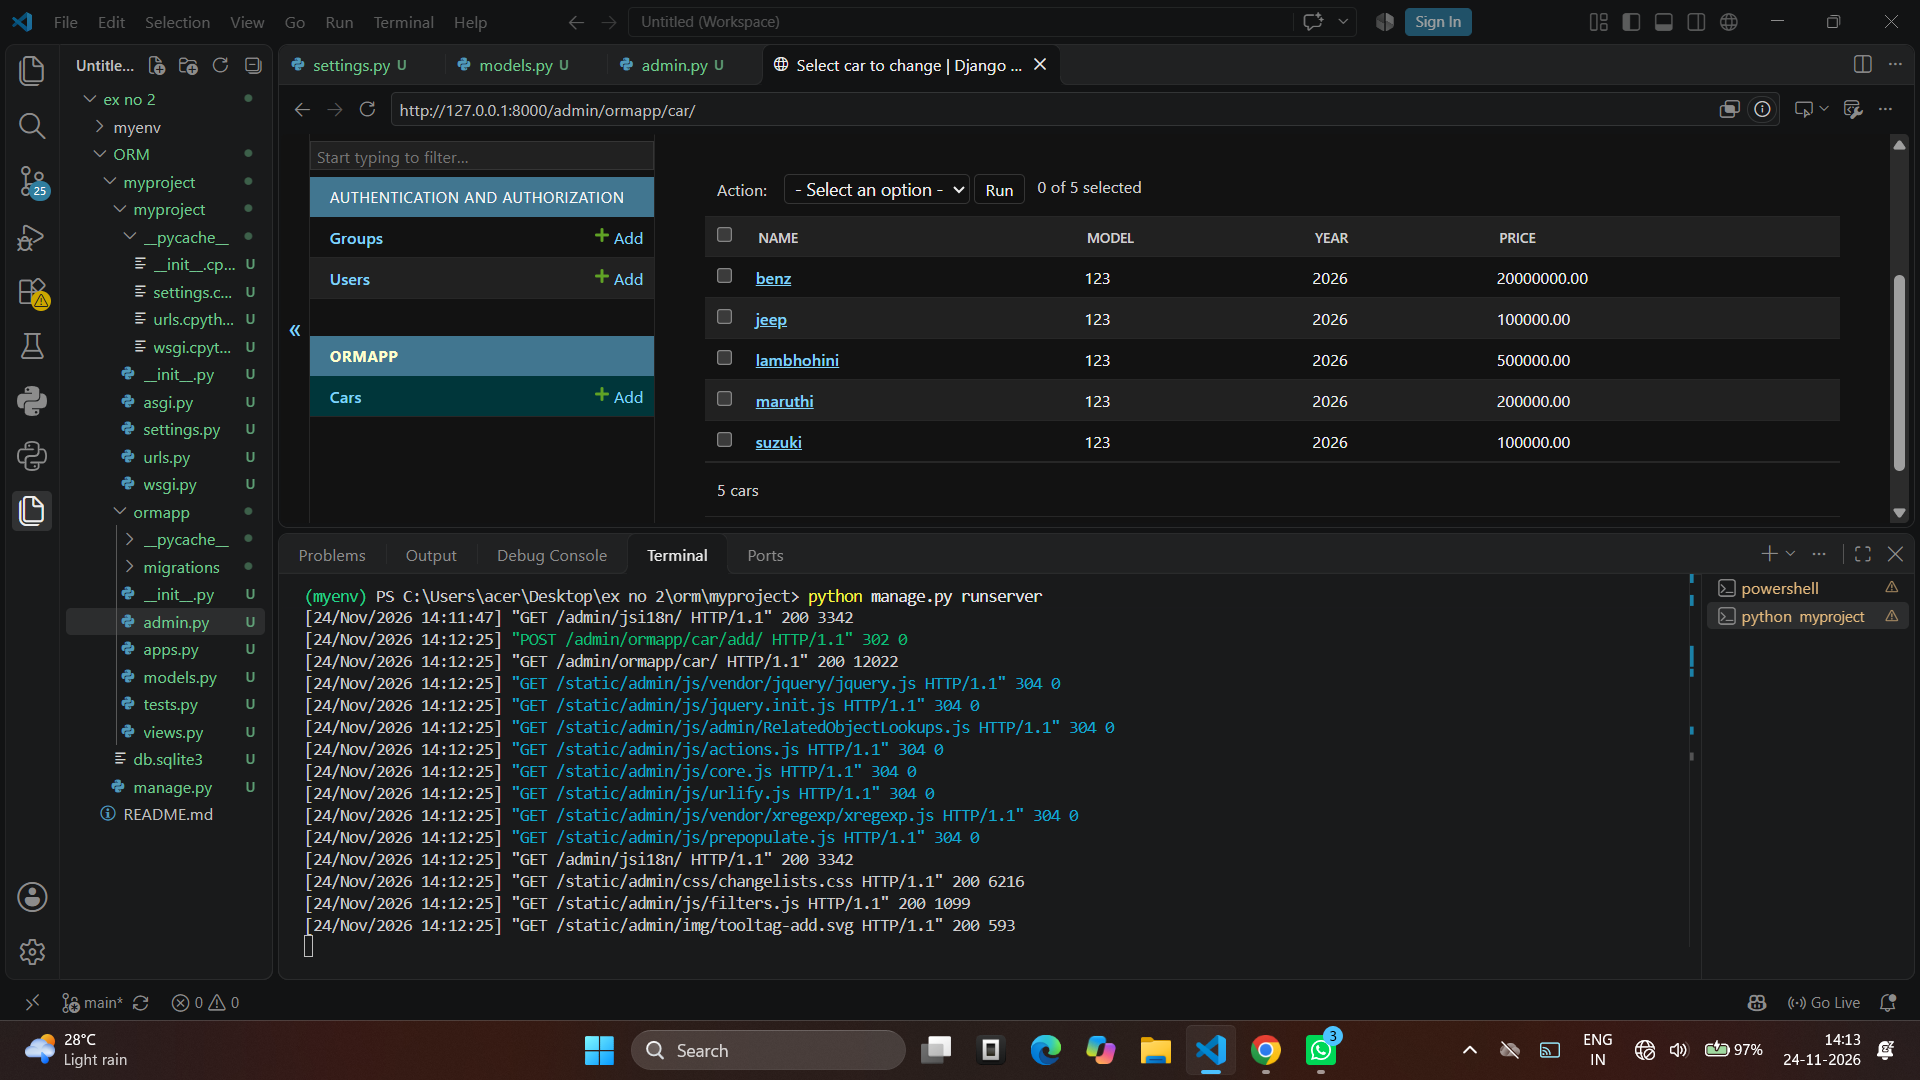 File Edit Selection View Go Run Terminal Help
Untitled (Workspace)
Sign In
Untitle...
settings.py U
models.py U
admin.py U
Select car to change | Django ...
http://127.0.0.1:8000/admin/ormapp/car/
ex no 2
myenv
ORM
myproject
myproject
__pycache__
__init__.cp... U
settings.c... U
urls.cpyth... U
wsgi.cpyt... U
__init__.py U
asgi.py U
settings.py U
urls.py U
wsgi.py U
ormapp
__pycache__
migrations
__init__.py U
admin.py U
apps.py U
models.py U
tests.py U
views.py U
db.sqlite3 U
manage.py U
README.md
25
Start typing to filter...
AUTHENTICATION AND AUTHORIZATION
Groups + Add
Users + Add
«
ORMAPP
Cars + Add
Action: - Select an option - Run 0 of 5 selected
NAME MODEL YEAR PRICE
benz 123 2026 20000000.00
jeep 123 2026 100000.00
lambhohini 123 2026 500000.00
maruthi 123 2026 200000.00
suzuki 123 2026 100000.00
5 cars
Problems Output Debug Console Terminal Ports
powershell
python myproject
(myenv) PS C:\Users\acer\Desktop\ex no 2\orm\myproject> python manage.py runserver
[24/Nov/2026 14:11:47] "GET /admin/jsi18n/ HTTP/1.1" 200 3342
[24/Nov/2026 14:12:25] "POST /admin/ormapp/car/add/ HTTP/1.1" 302 0
[24/Nov/2026 14:12:25] "GET /admin/ormapp/car/ HTTP/1.1" 200 12022
[24/Nov/2026 14:12:25] "GET /static/admin/js/vendor/jquery/jquery.js HTTP/1.1" 304 0
[24/Nov/2026 14:12:25] "GET /static/admin/js/jquery.init.js HTTP/1.1" 304 0
[24/Nov/2026 14:12:25] "GET /static/admin/js/admin/RelatedObjectLookups.js HTTP/1.1" 304 0
[24/Nov/2026 14:12:25] "GET /static/admin/js/actions.js HTTP/1.1" 304 0
[24/Nov/2026 14:12:25] "GET /static/admin/js/core.js HTTP/1.1" 304 0
[24/Nov/2026 14:12:25] "GET /static/admin/js/urlify.js HTTP/1.1" 304 0
[24/Nov/2026 14:12:25] "GET /static/admin/js/vendor/xregexp/xregexp.js HTTP/1.1" 304 0
[24/Nov/2026 14:12:25] "GET /static/admin/js/prepopulate.js HTTP/1.1" 304 0
[24/Nov/2026 14:12:25] "GET /admin/jsi18n/ HTTP/1.1" 200 3342
[24/Nov/2026 14:12:25] "GET /static/admin/css/changelists.css HTTP/1.1" 200 6216
[24/Nov/2026 14:12:25] "GET /static/admin/js/filters.js HTTP/1.1" 200 1099
[24/Nov/2026 14:12:25] "GET /static/admin/img/tooltag-add.svg HTTP/1.1" 200 593
main* 0 0
Go Live
28°C
Light rain
Search
3
ENG
IN
97%
14:13
24-11-2026